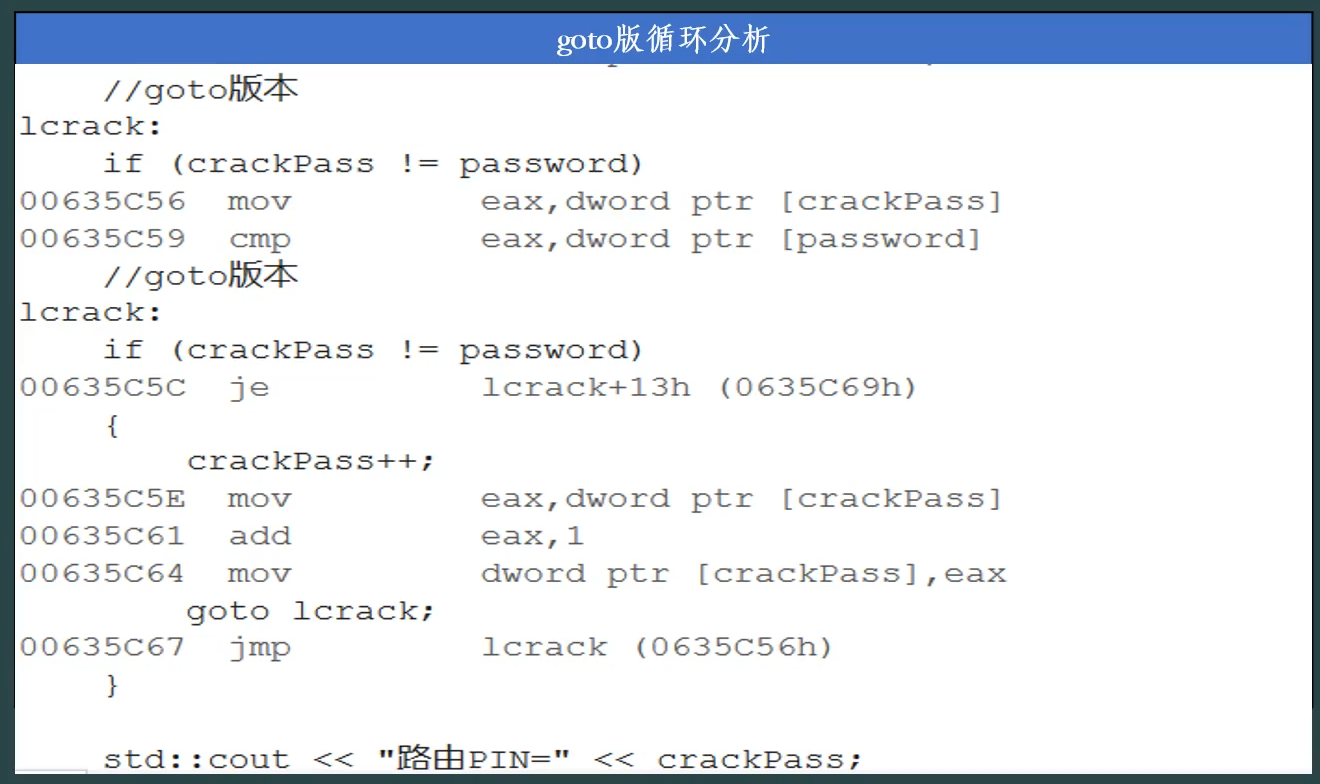 goto版循环分析
//goto版本
lcrack:
if (crackPass != password)
00635C56 mov eax,dword ptr [crackPass]
00635C59 cmp eax,dword ptr [password]
//goto版本
lcrack:
if (crackPass != password)
00635C5C je lcrack+13h (0635C69h)
{
crackPass++;
00635C5E mov eax,dword ptr [crackPass]
00635C61 add eax,1
00635C64 mov dword ptr [crackPass],eax
goto lcrack;
00635C67 jmp lcrack (0635C56h)
}
std::cout << "路由PIN=" << crackPass;